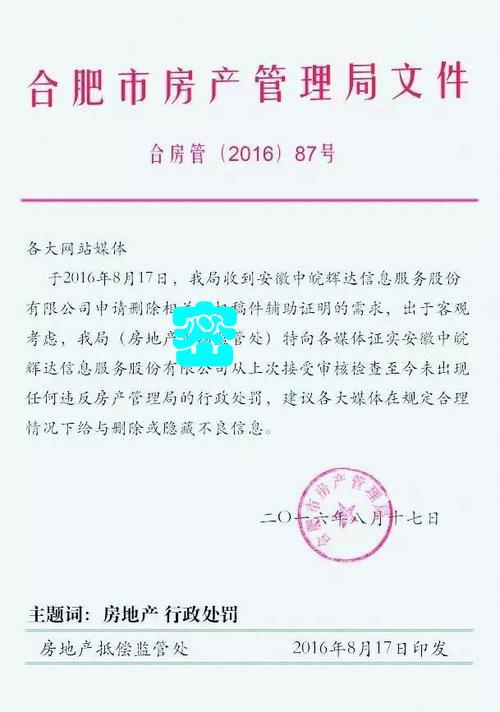 合肥市房产管理局文件
合房管（2016）87号
各大网站媒体
于2016年8月17日，我局收到安徽中皖辉达信息服务股份
有限公司申请删除相关 稿件辅助证明的需求，出于客观
考虑，我局（房地产 监管处）特向各媒体证实安徽中皖
辉达信息服务股份有限公司从上次接受审核检查至今未出现
任何违反房产管理局的行政处罚，建议各大媒体在规定合理
情况下给与删除或隐藏不良信息。
合肥市房产管理局
二〇一六年八月十七日
主题词：房地产 行政处罚
房地产抵偿监管处 2016年8月17日印发